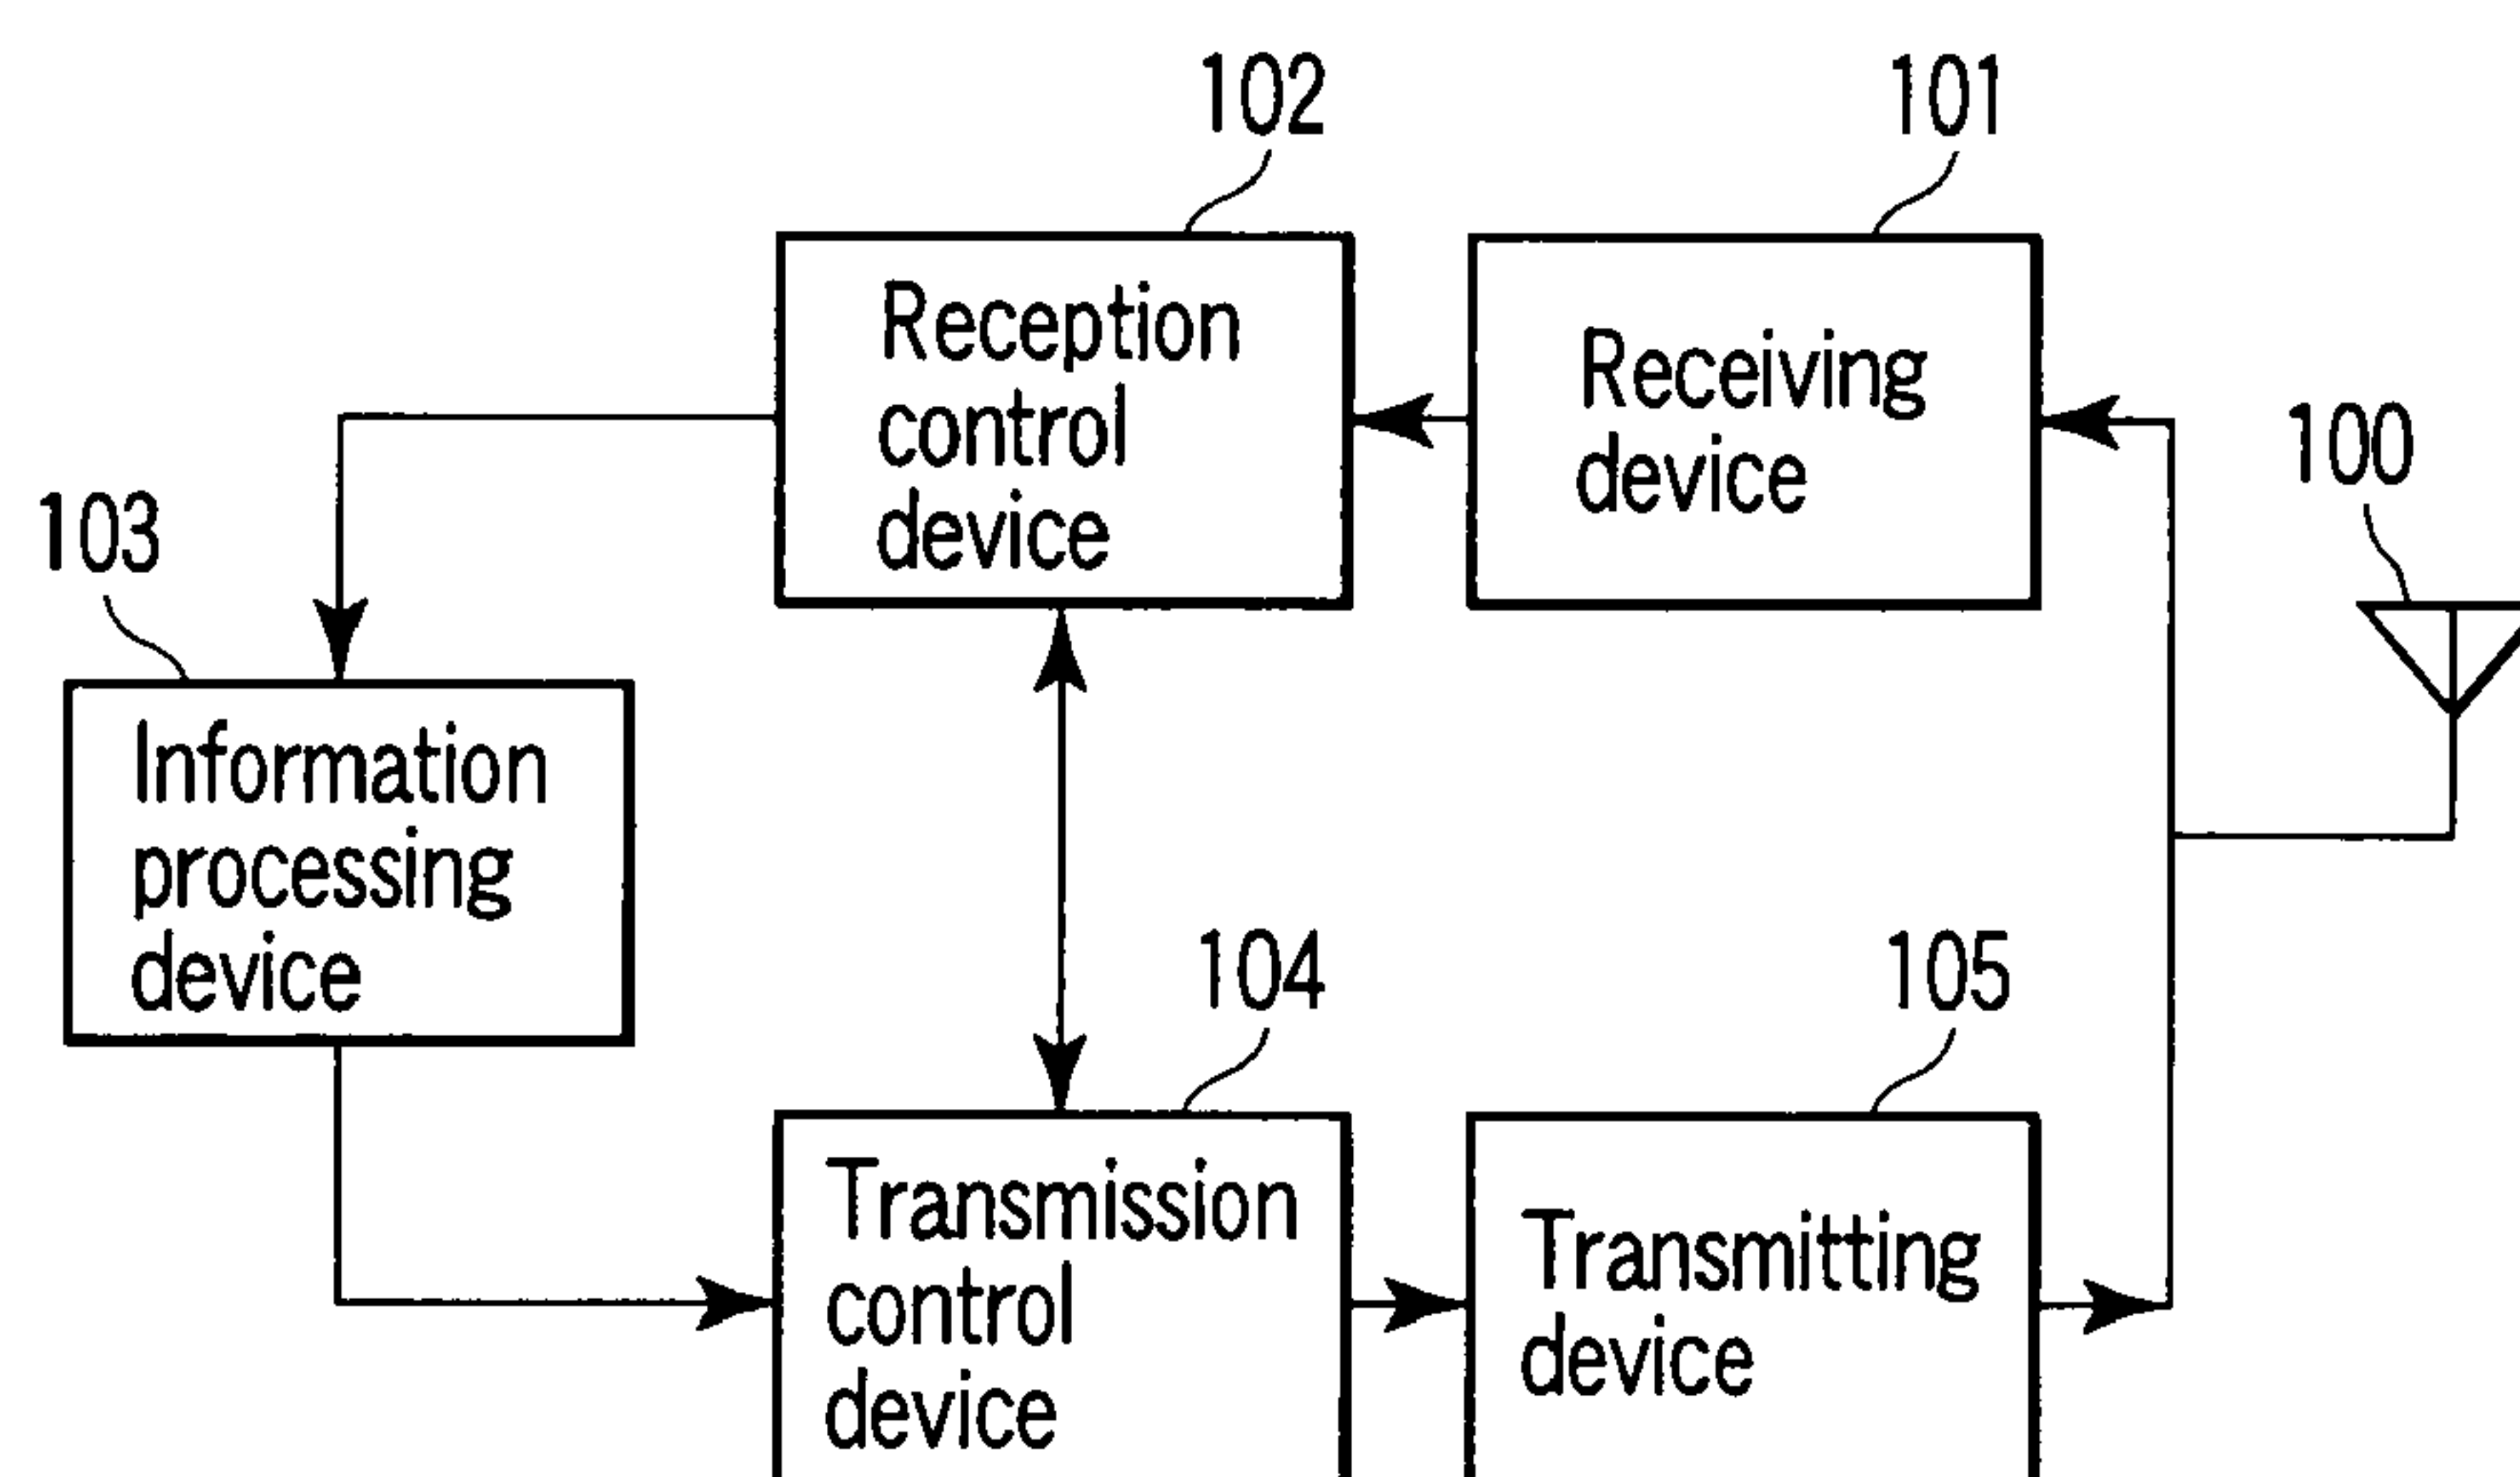 102
101
Reception
control
device
Receiving
device
100
103
Information
processing
device
104
105
Transmission
control
device
Transmitting
device